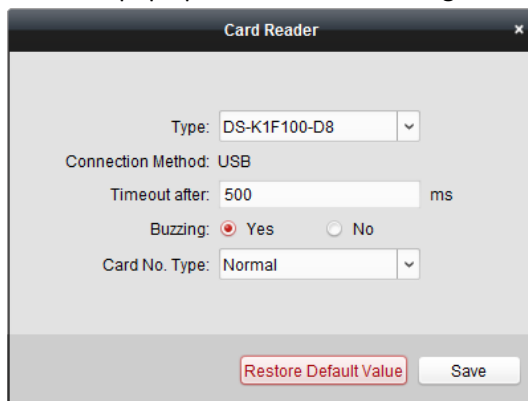 Card Reader ×
Type: DS-K1F100-D8
Connection Method: USB
Timeout after: 500 ms
Buzzing: Yes No
Card No. Type: Normal
Restore Default Value Save